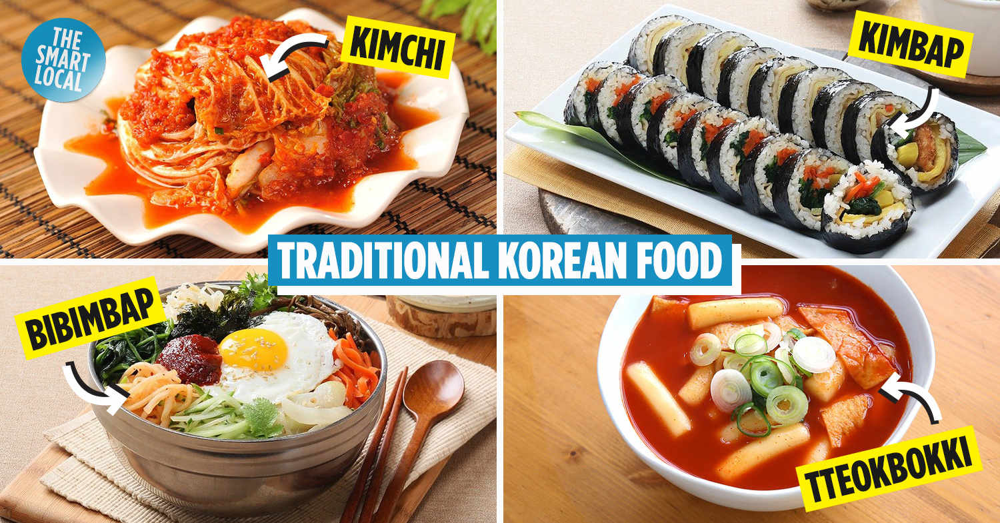 THE
SMART
LOCAL
KIMCHI
KIMBAP
TRADITIONAL KOREAN FOOD
BIBIMBAP
TTEOKBOKKI